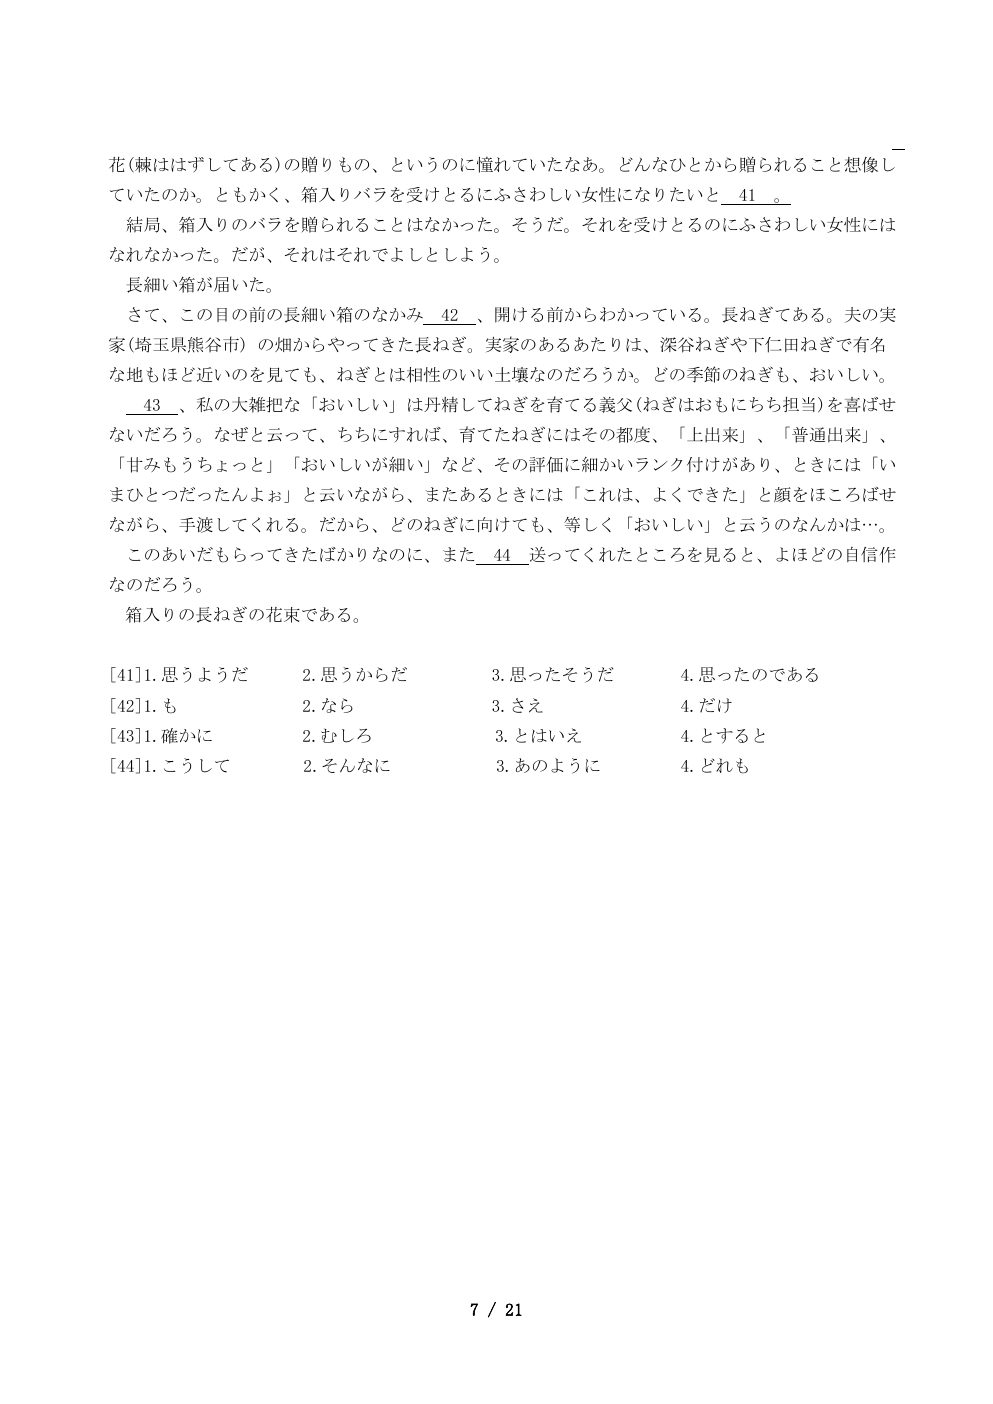 花(棘ははずしてある)の贈りもの、というのに憧れていたなあ。どんなひとから贈られること想像し
ていたのか。ともかく、箱入りバラを受けとるにふさわしい女性になりたいと 41 。
結局、箱入りのバラを贈られることはなかった。そうだ。それを受けとるのにふさわしい女性には
なれなかった。だが、それはそれでよしとしよう。
長細い箱が届いた。
さて、この目の前の長細い箱のなかみ 42 、開ける前からわかっている。長ねぎてある。夫の実
家(埼玉県熊谷市) の畑からやってきた長ねぎ。実家のあるあたりは、深谷ねぎや下仁田ねぎで有名
な地もほど近いのを見ても、ねぎとは相性のいい土壌なのだろうか。どの季節のねぎも、おいしい。
43 、私の大雑把な「おいしい」は丹精してねぎを育てる義父(ねぎはおもにちち担当)を喜ばせ
ないだろう。なぜと云って、ちちにすれば、育てたねぎにはその都度、「上出来」、「普通出来」、
「甘みもうちょっと」「おいしいが細い」など、その評価に細かいランク付けがあり、ときには「い
まひとつだったんよぉ」と云いながら、またあるときには「これは、よくできた」と顔をほころばせ
ながら、手渡してくれる。だから、どのねぎに向けても、等しく「おいしい」と云うのなんかは…。
このあいだもらってきたばかりなのに、また 44 送ってくれたところを見ると、よほどの自信作
なのだろう。
箱入りの長ねぎの花束である。
[41]1.思うようだ 2.思うからだ 3.思ったそうだ 4.思ったのである
[42]1.も 2.なら 3.さえ 4.だけ
[43]1.確かに 2.むしろ 3.とはいえ 4.とすると
[44]1.こうして 2.そんなに 3.あのように 4.どれも
7 / 21